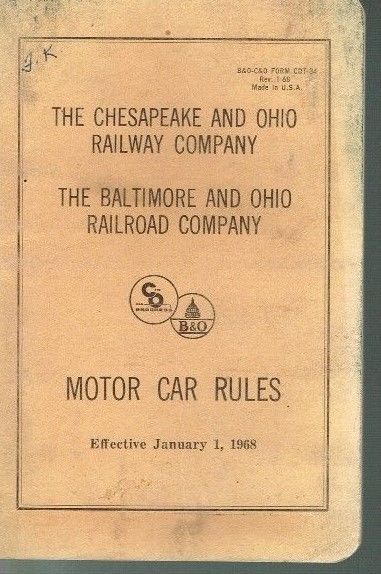 J.K
B&O-C&O FORM CDT-34
Rev. 1-68
Made in U.S.A.
THE CHESAPEAKE AND OHIO
RAILWAY COMPANY
THE BALTIMORE AND OHIO
RAILROAD COMPANY
C&O
PROGRESS
B&O
MOTOR CAR RULES
Effective January 1, 1968